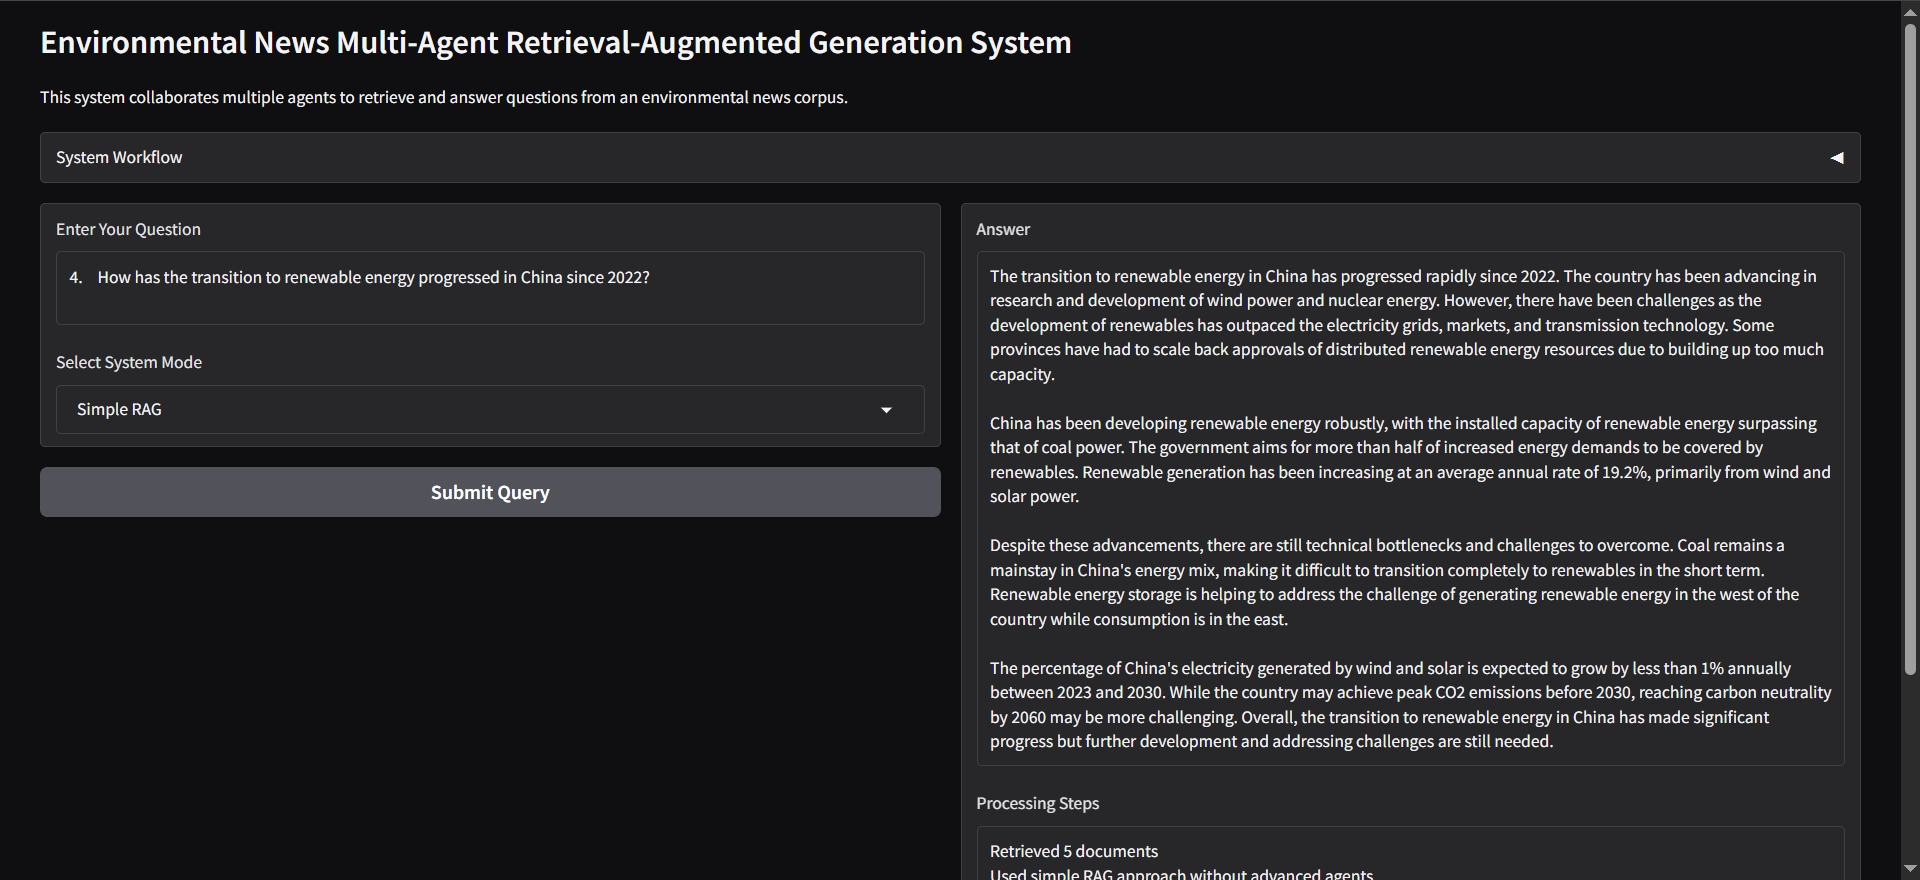 Environmental News Multi-Agent Retrieval-Augmented Generation System
This system collaborates multiple agents to retrieve and answer questions from an environmental news corpus.
System Workflow
Enter Your Question
4. How has the transition to renewable energy progressed in China since 2022?
Select System Mode
Simple RAG
Submit Query
Answer
The transition to renewable energy in China has progressed rapidly since 2022. The country has been advancing in
research and development of wind power and nuclear energy. However, there have been challenges as the
development of renewables has outpaced the electricity grids, markets, and transmission technology. Some
provinces have had to scale back approvals of distributed renewable energy resources due to building up too much
capacity.
China has been developing renewable energy robustly, with the installed capacity of renewable energy surpassing
that of coal power. The government aims for more than half of increased energy demands to be covered by
renewables. Renewable generation has been increasing at an average annual rate of 19.2%, primarily from wind and
solar power.
Despite these advancements, there are still technical bottlenecks and challenges to overcome. Coal remains a
mainstay in China's energy mix, making it difficult to transition completely to renewables in the short term.
Renewable energy storage is helping to address the challenge of generating renewable energy in the west of the
country while consumption is in the east.
The percentage of China's electricity generated by wind and solar is expected to grow by less than 1% annually
between 2023 and 2030. While the country may achieve peak CO2 emissions before 2030, reaching carbon neutrality
by 2060 may be more challenging. Overall, the transition to renewable energy in China has made significant
progress but further development and addressing challenges are still needed.
Processing Steps
Retrieved 5 documents
Used simple RAG approach without advanced agents